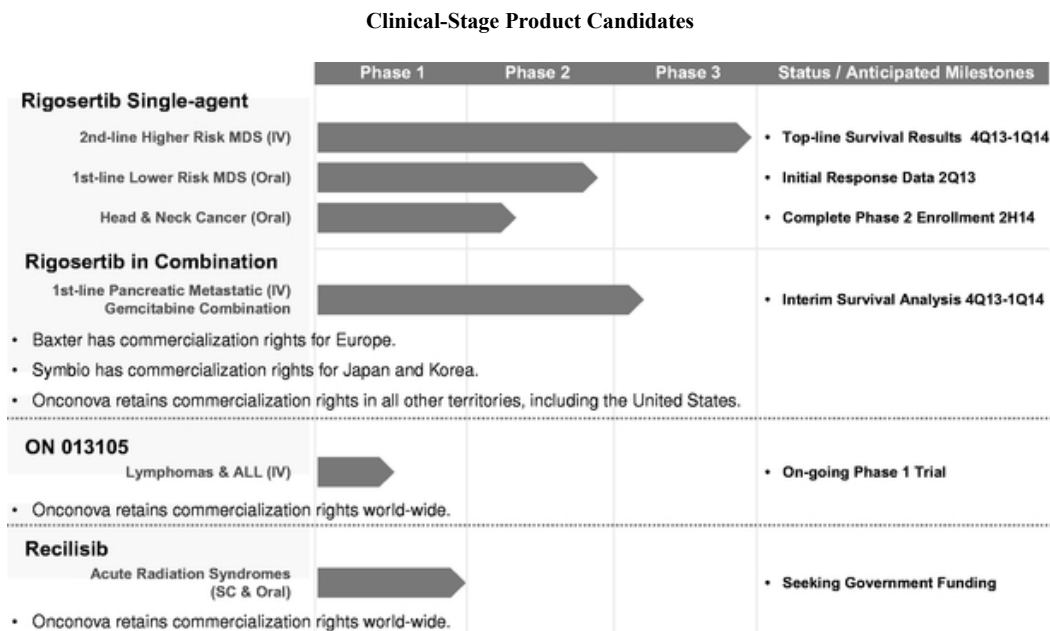 Clinical-Stage Product Candidates
Phase 1 Phase 2 Phase 3 Status / Anticipated Milestones
Rigosertib Single-agent
2nd-line Higher Risk MDS (IV) • Top-line Survival Results 4Q13-1Q14
1st-line Lower Risk MDS (Oral) • Initial Response Data 2Q13
Head & Neck Cancer (Oral) • Complete Phase 2 Enrollment 2H14
Rigosertib in Combination
1st-line Pancreatic Metastatic (IV)
Gemcitabine Combination • Interim Survival Analysis 4Q13-1Q14
• Baxter has commercialization rights for Europe.
• Symbio has commercialization rights for Japan and Korea.
• Onconova retains commercialization rights in all other territories, including the United States.
ON 013105
Lymphomas & ALL (IV) • On-going Phase 1 Trial
• Onconova retains commercialization rights world-wide.
Recilisib
Acute Radiation Syndromes
(SC & Oral) • Seeking Government Funding
• Onconova retains commercialization rights world-wide.